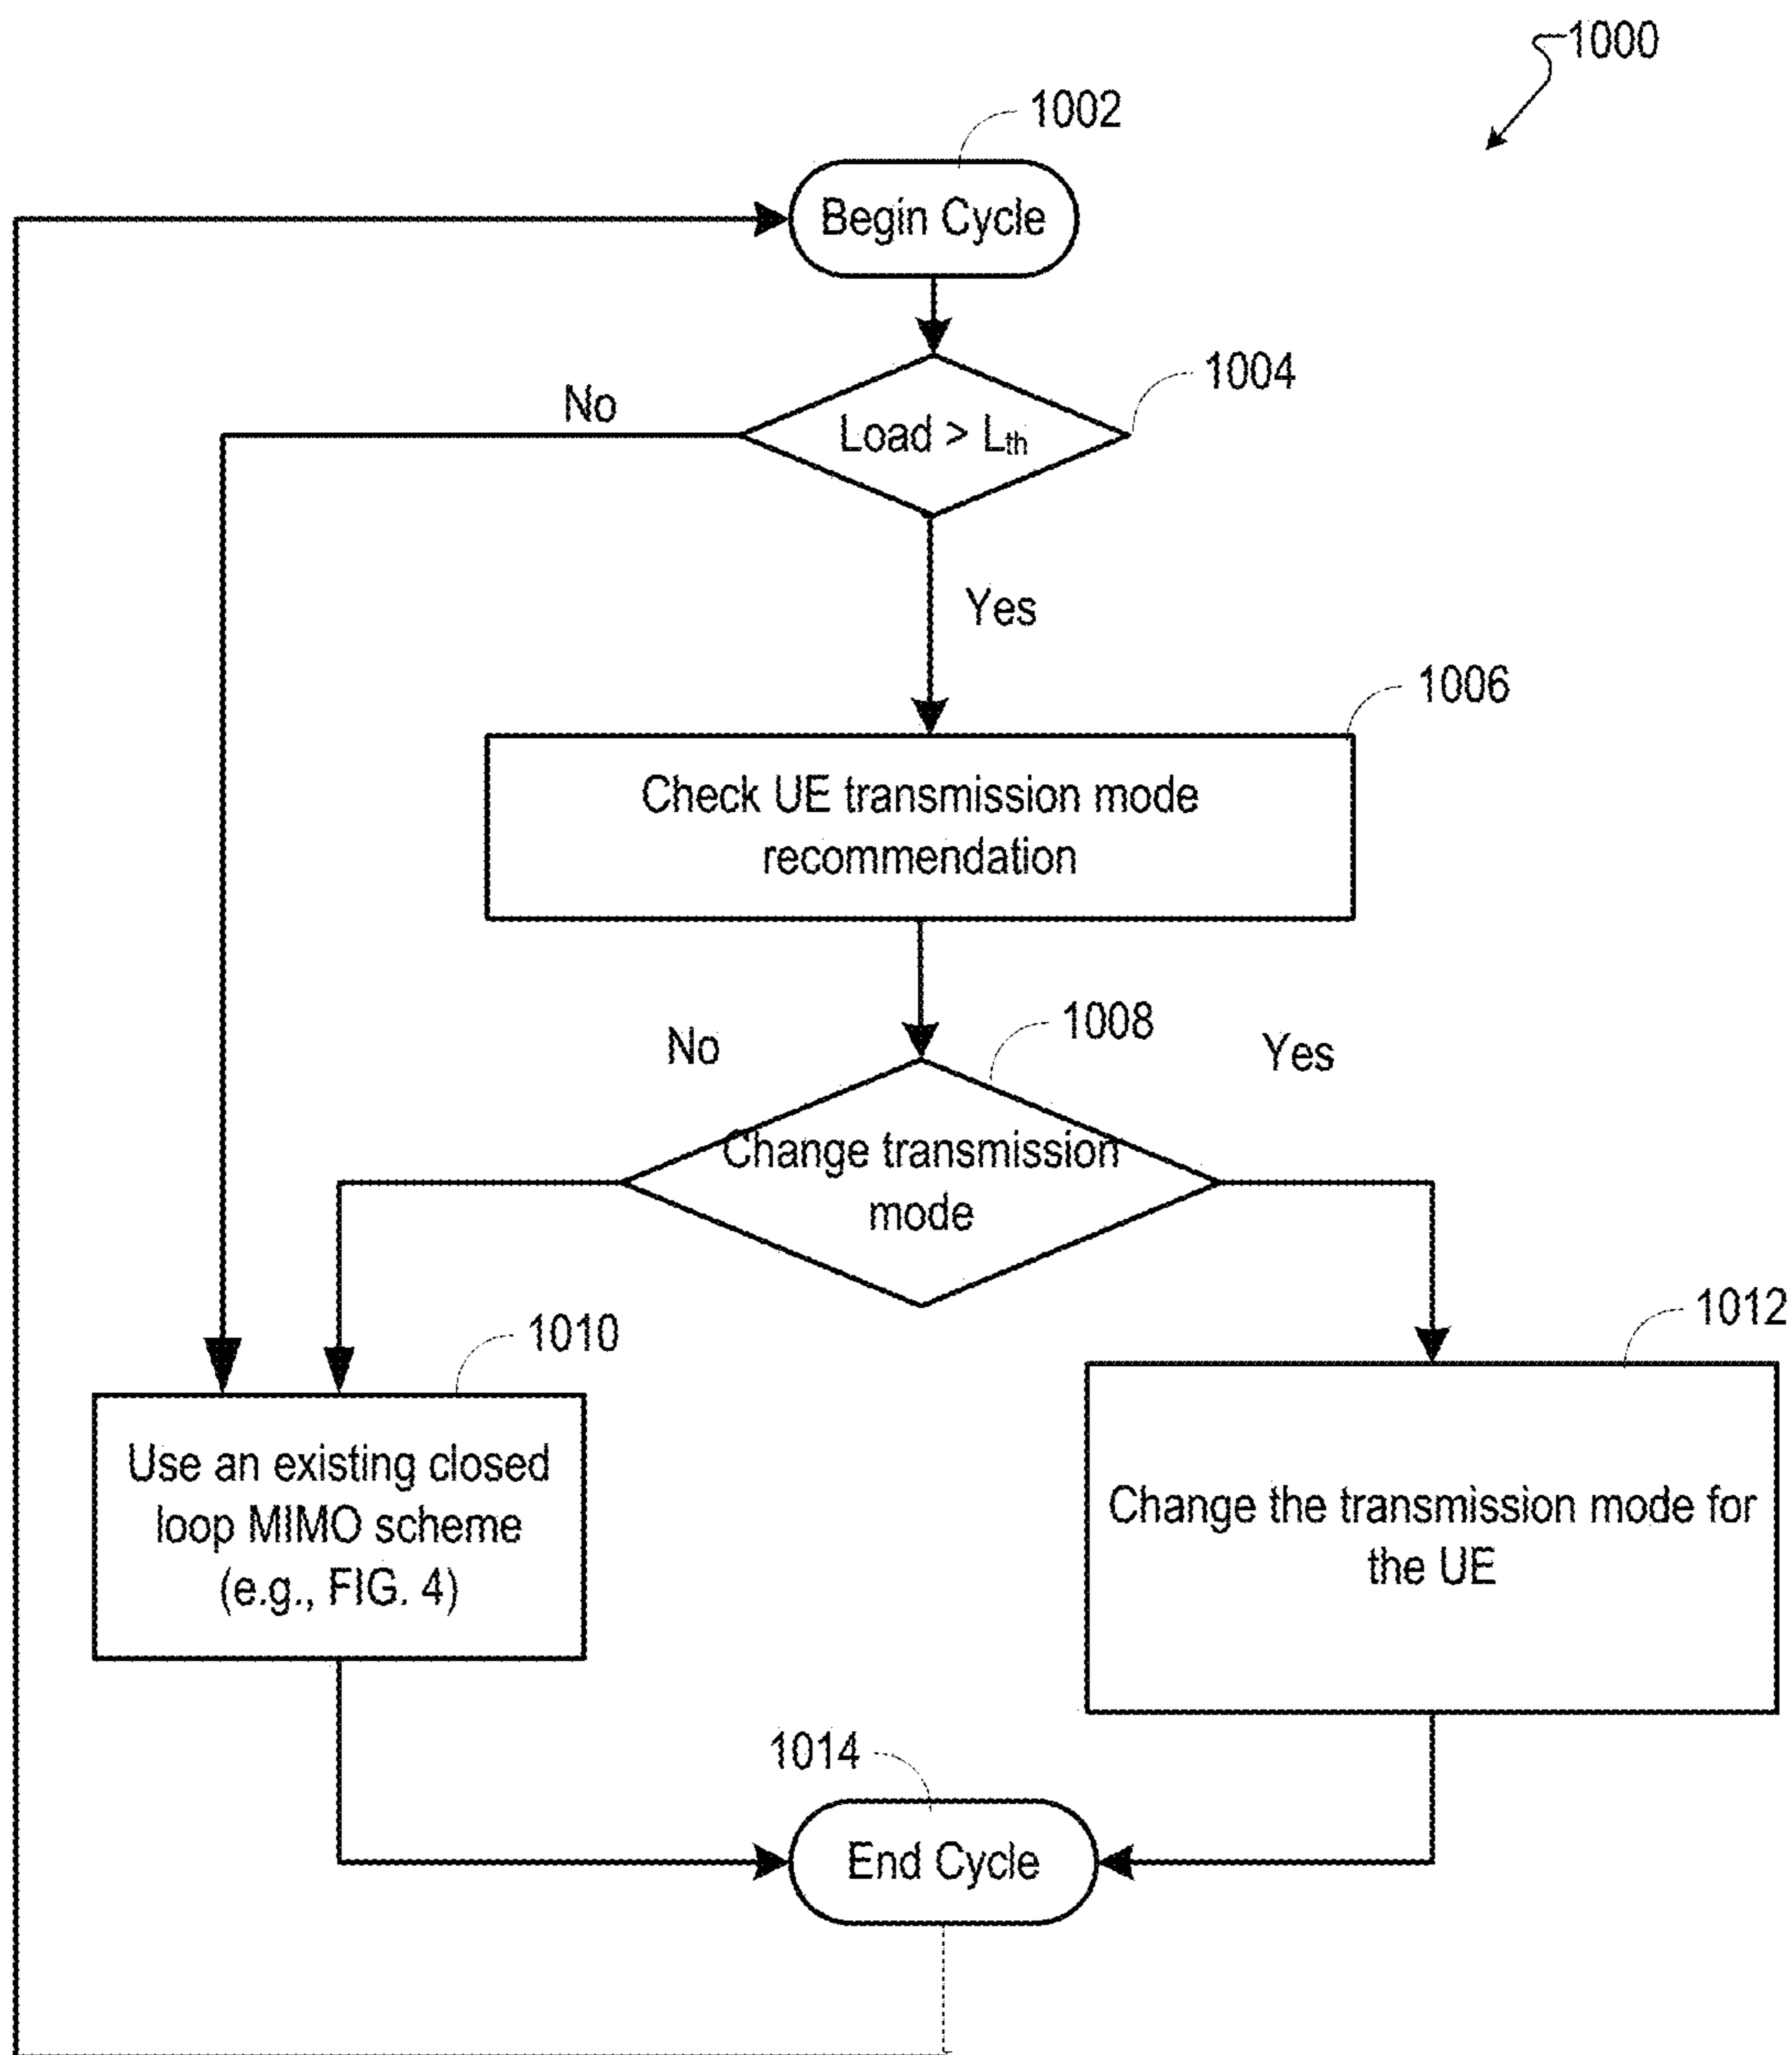 1000
1002
Begin Cycle
1004
No
Load > Lth
Yes
1006
Check UE transmission mode
recommendation
1008
No
Yes
Change transmission
mode
1010
1012
Use an existing closed
loop MIMO scheme
(e.g., FIG. 4)
Change the transmission mode for
the UE
1014
End Cycle